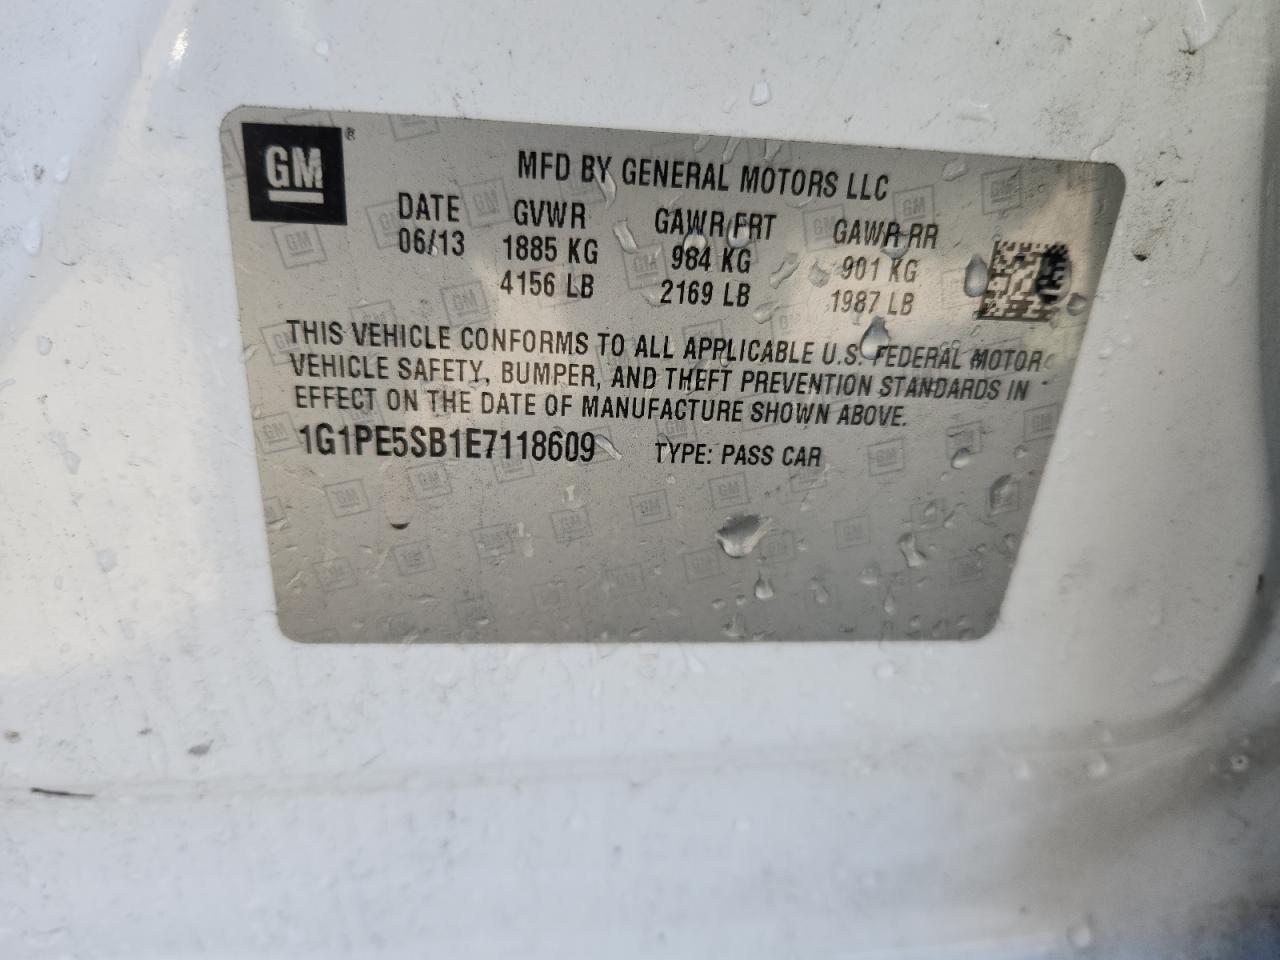 GM ®
MFD BY GENERAL MOTORS LLC
DATE GVWR GAWR FRT GAWR RR
06/13 1885 KG 984 KG 901 KG
4156 LB 2169 LB 1987 LB
THIS VEHICLE CONFORMS TO ALL APPLICABLE U.S. FEDERAL MOTOR
VEHICLE SAFETY, BUMPER, AND THEFT PREVENTION STANDARDS IN
EFFECT ON THE DATE OF MANUFACTURE SHOWN ABOVE.
1G1PE5SB1E7118609 TYPE: PASS CAR